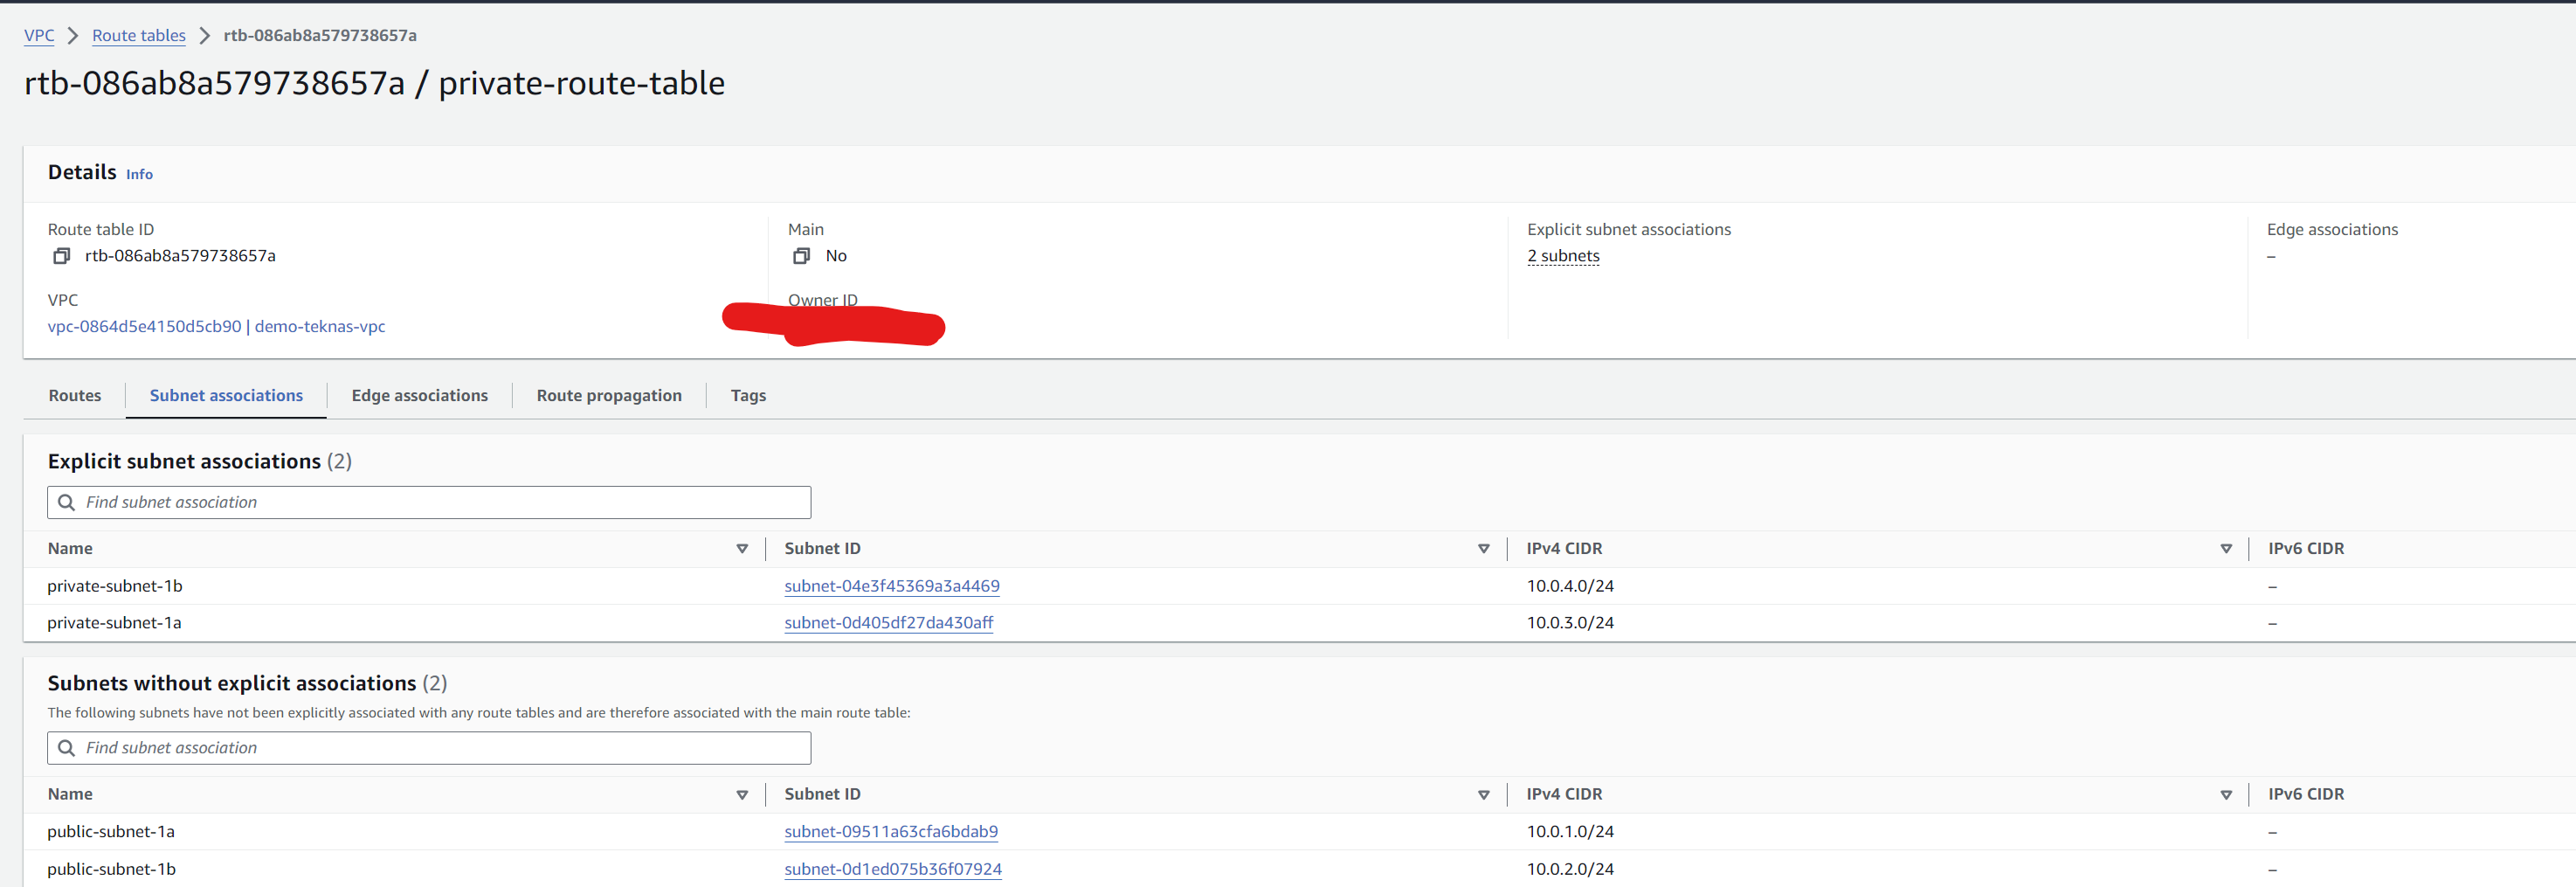 VPC > Route tables > rtb-086ab8a579738657a
rtb-086ab8a579738657a / private-route-table
Details Info
Route table ID Main Explicit subnet associations Edge associations
rtb-086ab8a579738657a No 2 subnets –
VPC Owner ID
vpc-0864d5e4150d5cb90 | demo-teknas-vpc
Routes Subnet associations Edge associations Route propagation Tags
Explicit subnet associations (2)
Find subnet association
Name Subnet ID IPv4 CIDR IPv6 CIDR
private-subnet-1b subnet-04e3f45369a3a4469 10.0.4.0/24 –
private-subnet-1a subnet-0d405df27da430aff 10.0.3.0/24 –
Subnets without explicit associations (2)
The following subnets have not been explicitly associated with any route tables and are therefore associated with the main route table:
Find subnet association
Name Subnet ID IPv4 CIDR IPv6 CIDR
public-subnet-1a subnet-09511a63cfa6bdab9 10.0.1.0/24 –
public-subnet-1b subnet-0d1ed075b36f07924 10.0.2.0/24 –